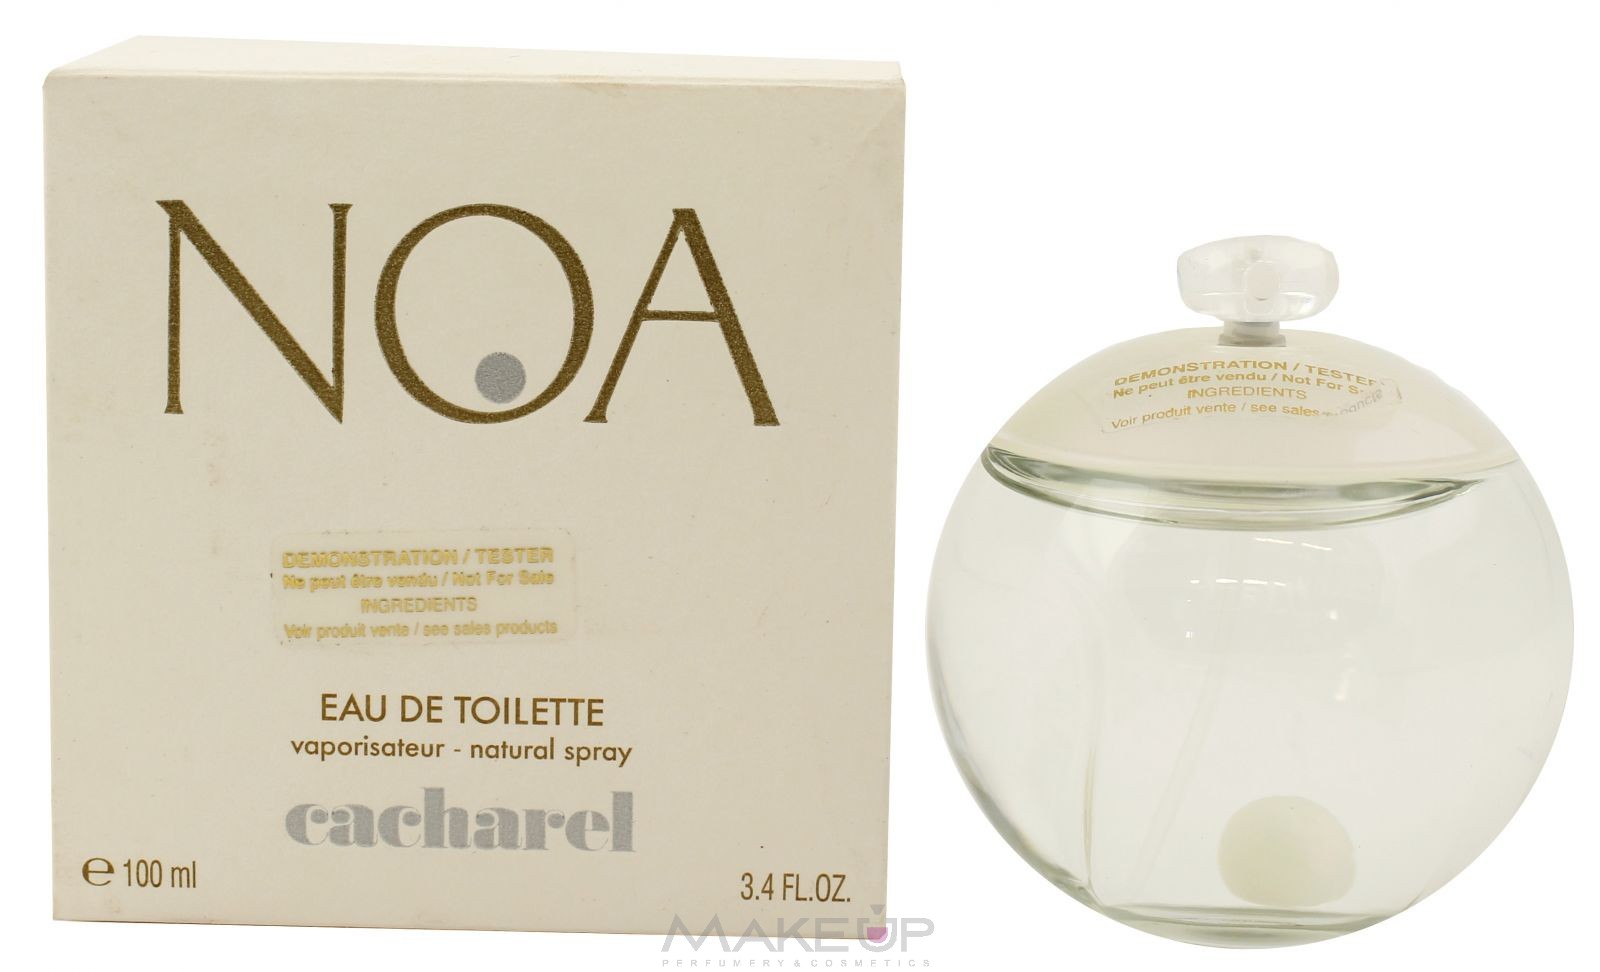 NOA
DEMONSTRATION / TESTER
Ne peut être vendu / Not For Sale
INGREDIENTS
Voir produit vente / see sales products
EAU DE TOILETTE
vaporisateur - natural spray
cacharel
e 100 ml
3.4 FL.OZ.
DEMONSTRATION / TESTER
Ne peut être vendu / Not For
INGREDIENTS
Voir produit vente / see sales
MAKEUP
PERFUMERY & COSMETICS